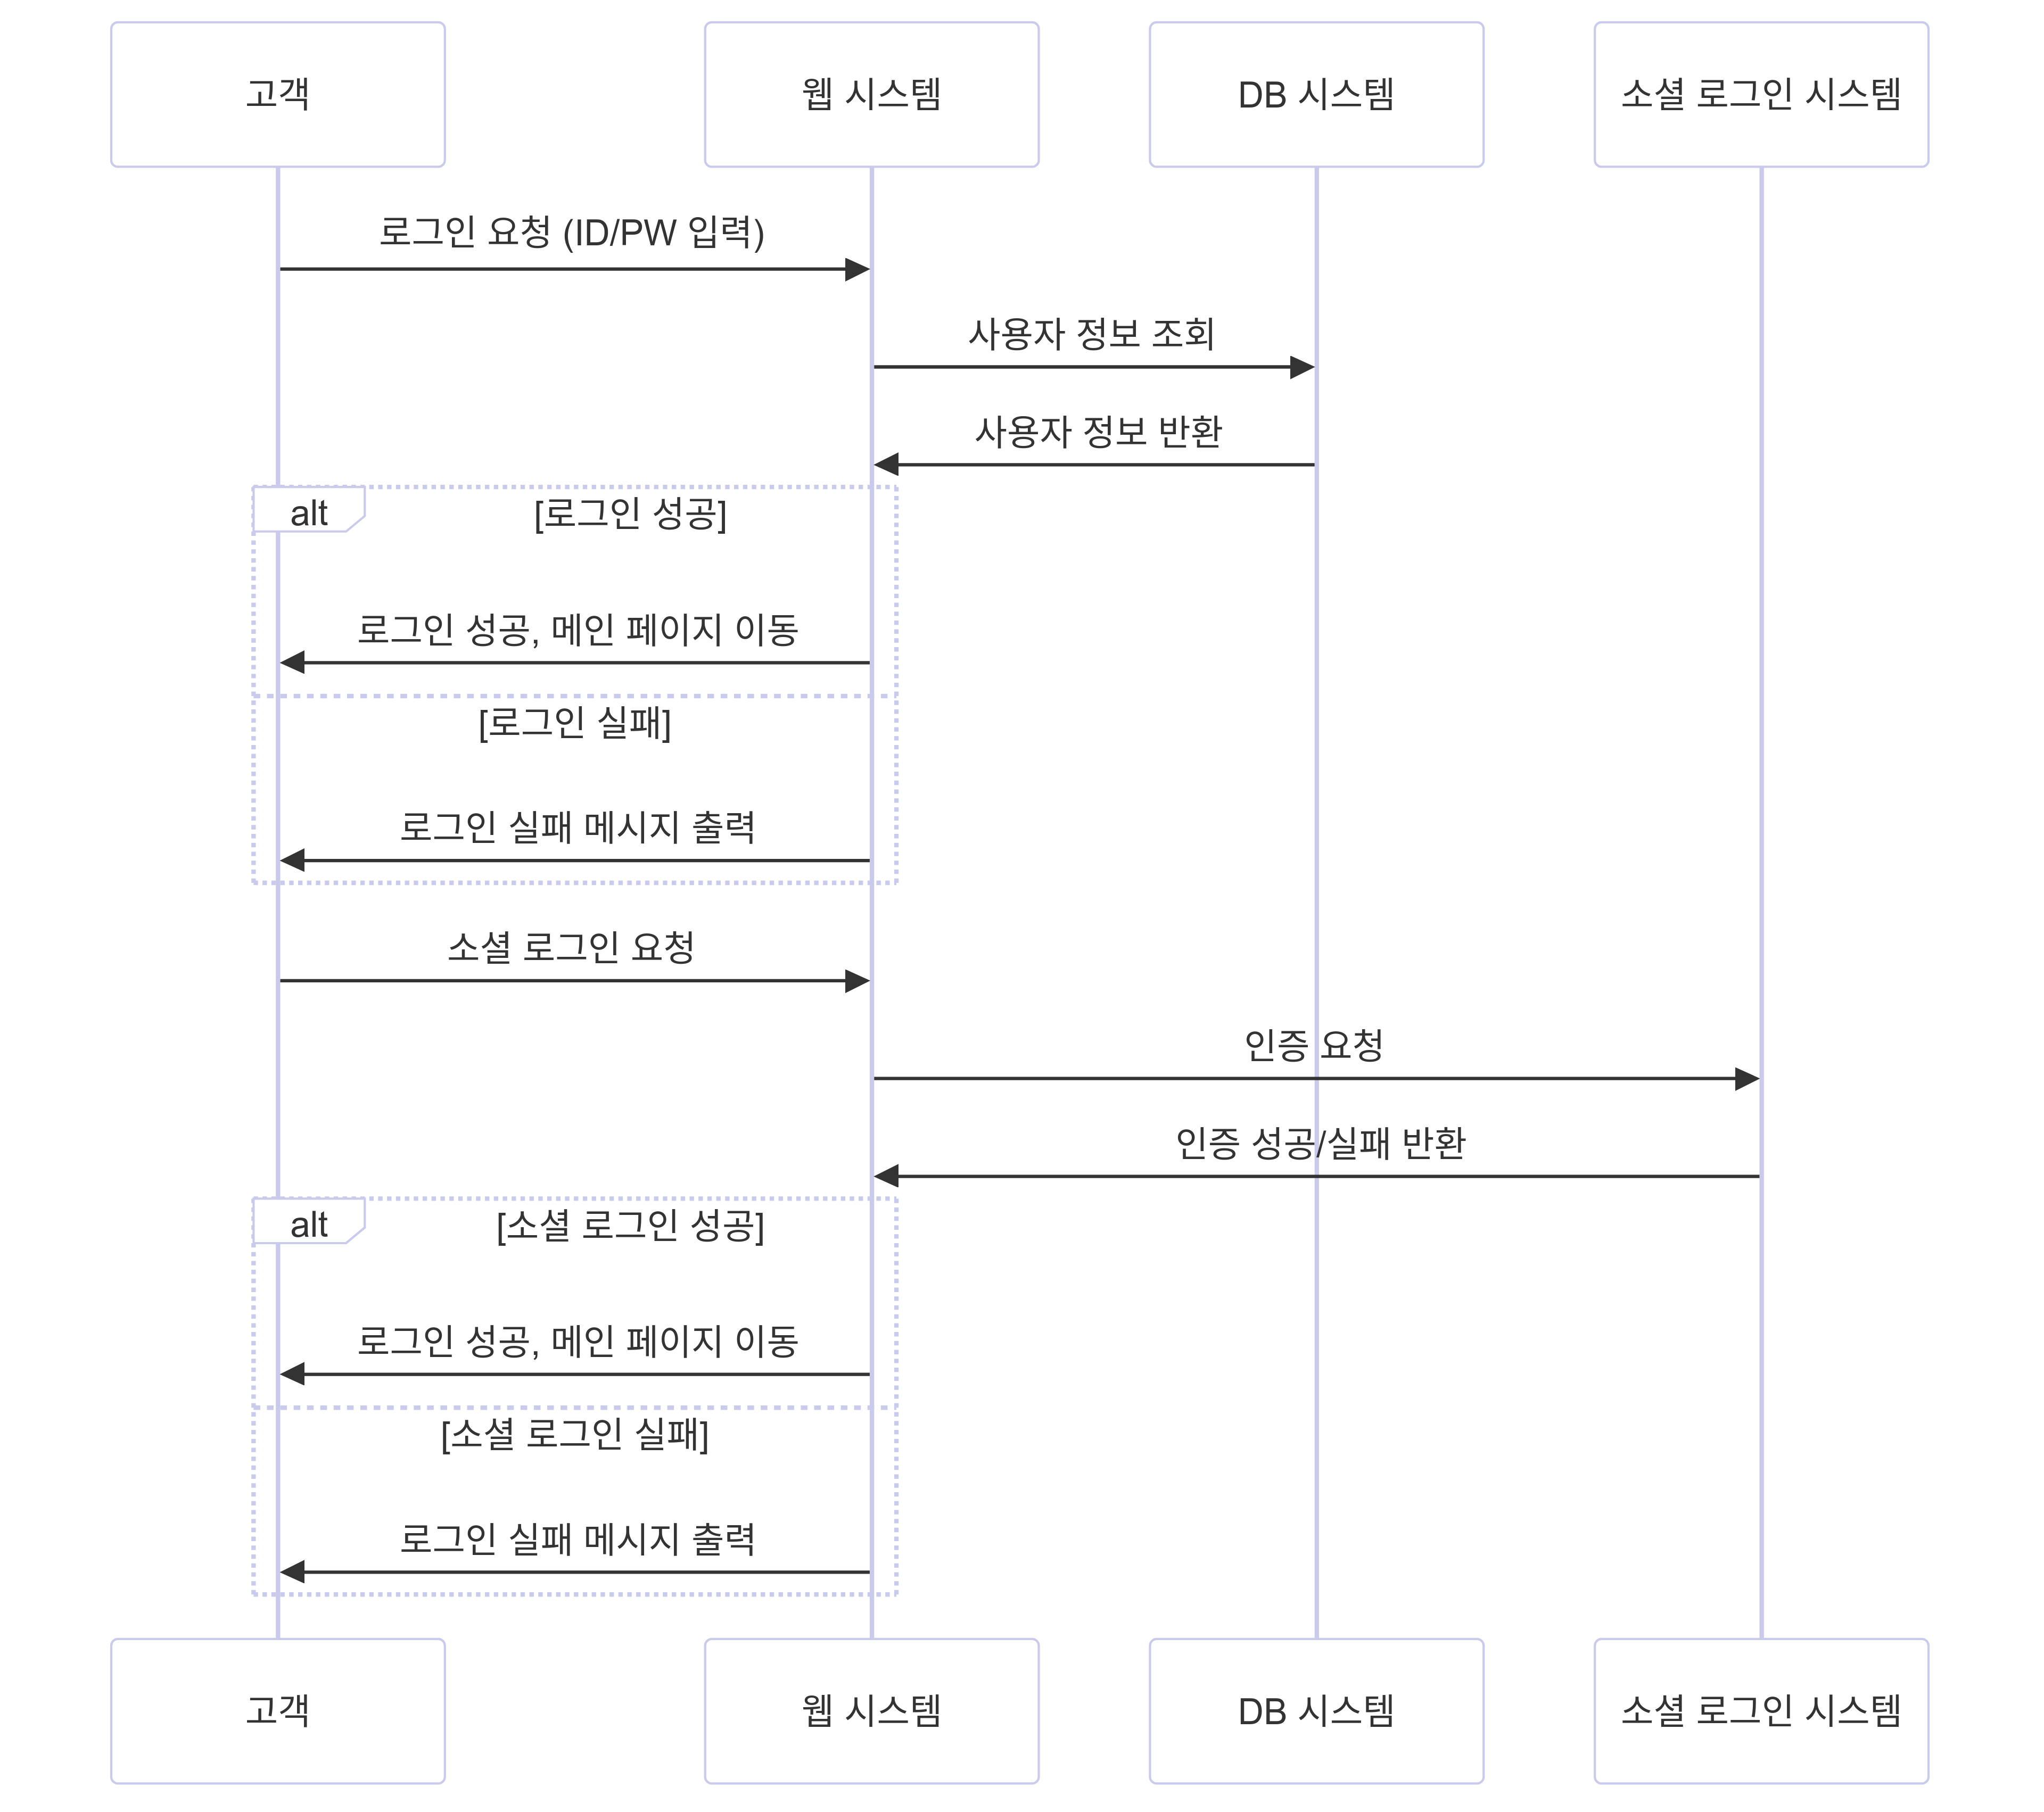 고객
웹 시스템
DB 시스템
소셜 로그인 시스템
로그인 요청 (ID/PW 입력)
사용자 정보 조회
사용자 정보 반환
alt
[로그인 성공]
로그인 성공, 메인 페이지 이동
[로그인 실패]
로그인 실패 메시지 출력
소셜 로그인 요청
인증 요청
인증 성공/실패 반환
alt
[소셜 로그인 성공]
로그인 성공, 메인 페이지 이동
[소셜 로그인 실패]
로그인 실패 메시지 출력
고객
웹 시스템
DB 시스템
소셜 로그인 시스템